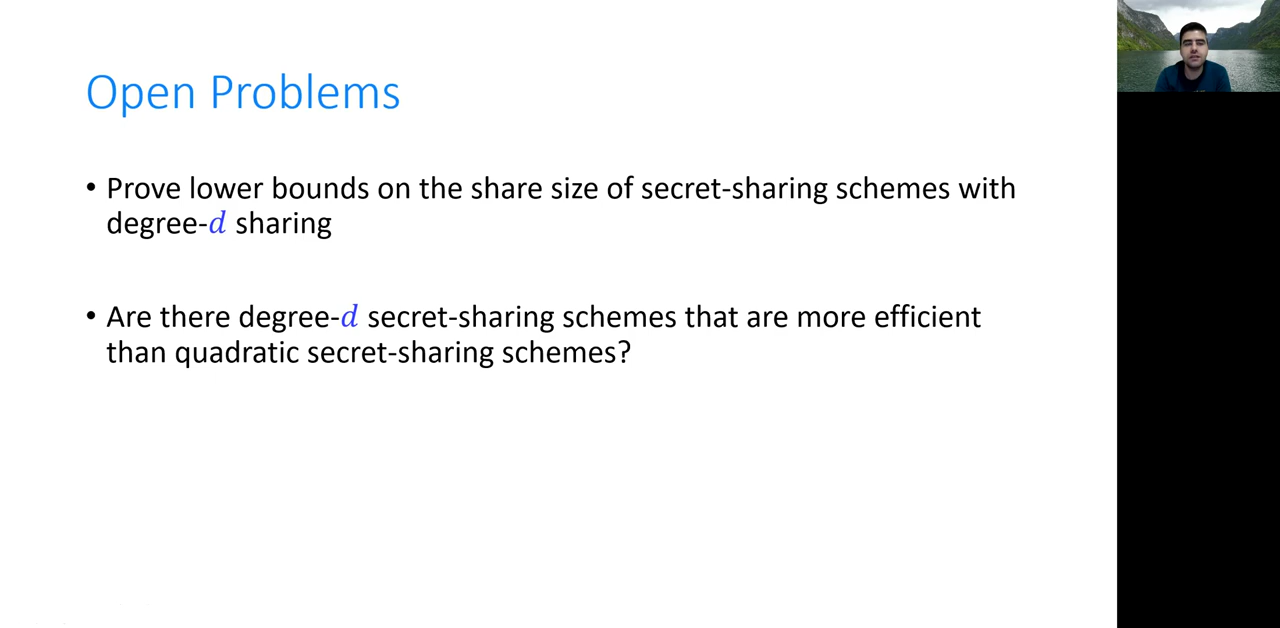 Open Problems
• Prove lower bounds on the share size of secret-sharing schemes with
degree-d sharing
• Are there degree-d secret-sharing schemes that are more efficient
than quadratic secret-sharing schemes?